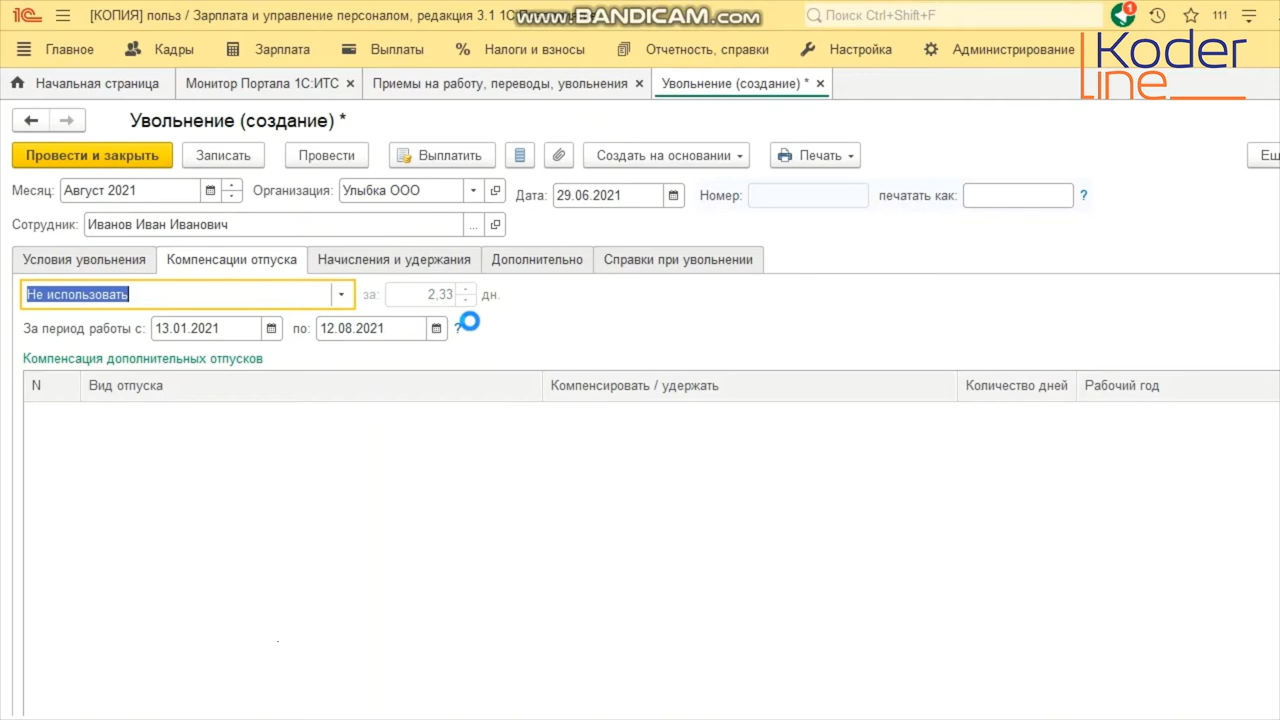 [КОПИЯ] польз / Зарплата и управление персоналом, редакция 3.1 1С:П
www.BANDICAM.com
Поиск Ctrl+Shift+F
1
111
Главное Кадры Зарплата Выплаты Налоги и взносы Отчетность, справки Настройка Администрирование
Koder
line
Начальная страница Монитор Портала 1С:ИТС × Приемы на работу, переводы, увольнения × Увольнение (создание) * ×
Увольнение (создание) *
Провести и закрыть Записать Провести Выплатить Создать на основании Печать Ещ
Месяц: Август 2021 Организация: Улыбка ООО Дата: 29.06.2021 Номер: печатать как: ?
Сотрудник: Иванов Иван Иванович ...
Условия увольнения Компенсации отпуска Начисления и удержания Дополнительно Справки при увольнении
Не использовать за: 2,33 дн.
За период работы с: 13.01.2021 по: 12.08.2021 ?
Компенсация дополнительных отпусков
N Вид отпуска Компенсировать / удержать Количество дней Рабочий год